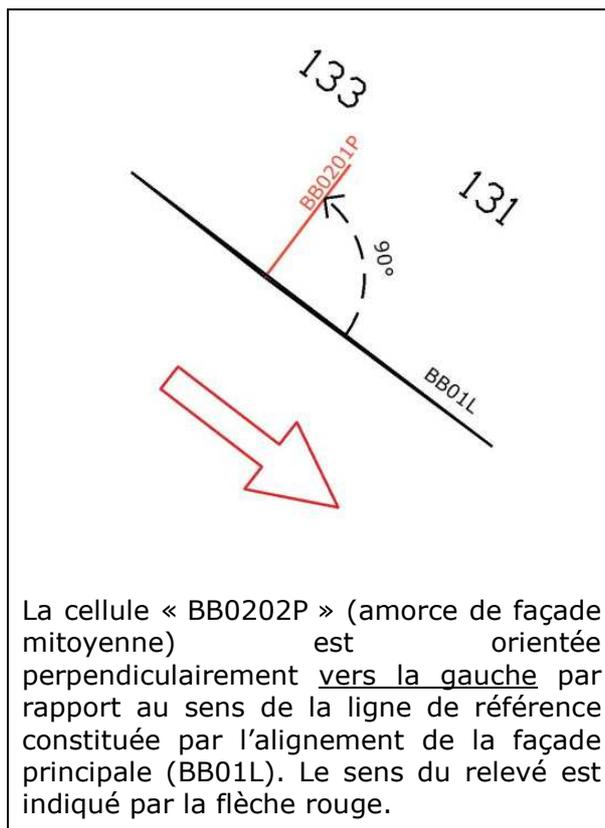 133
BB0201P
131
90°
BB01L
La cellule « BB0202P » (amorce de façade
mitoyenne) est orientée
perpendiculairement vers la gauche par
rapport au sens de la ligne de référence
constituée par l'alignement de la façade
principale (BB01L). Le sens du relevé est
indiqué par la flèche rouge.